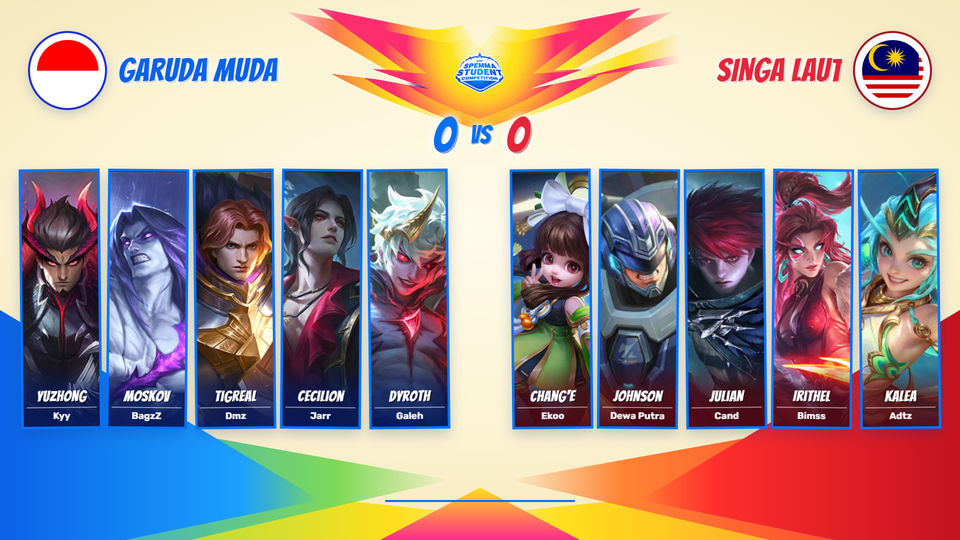 GARUDA MUDA
SPEMMA
STUDENT
COMPETITION
SINGA LAUT
0 VS 0
YUZHONG
Kyy
MOSKOV
BagzZ
TIGREAL
Dmz
CECILION
Jarr
DYROTH
Galeh
CHANG'E
Ekoo
JOHNSON
Dewa Putra
JULIAN
Cand
IRITHEL
Bimss
KALEA
Adtz